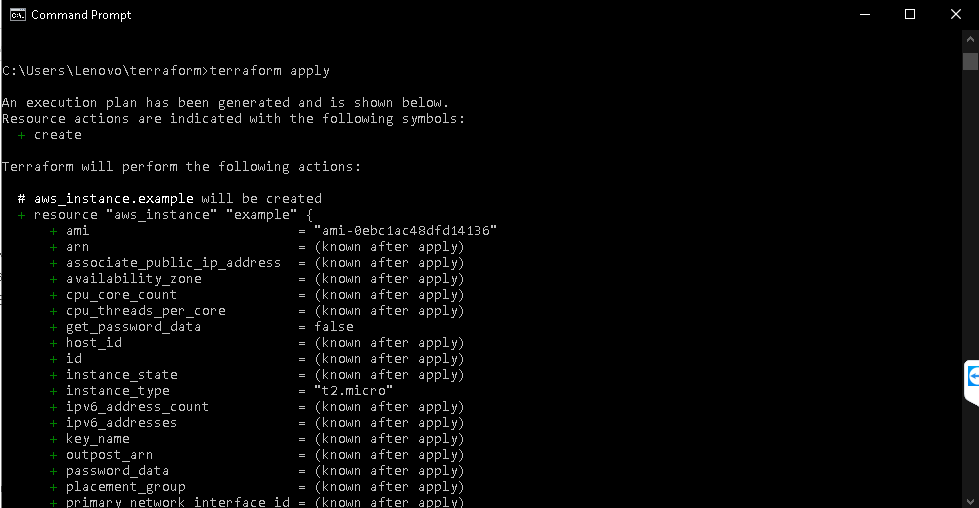 Command Prompt
C:\Users\Lenovo\terraform>terraform apply
An execution plan has been generated and is shown below.
Resource actions are indicated with the following symbols:
  + create
Terraform will perform the following actions:
  # aws_instance.example will be created
  + resource "aws_instance" "example" {
      + ami                          = "ami-0ebc1ac48dfd14136"
      + arn                          = (known after apply)
      + associate_public_ip_address  = (known after apply)
      + availability_zone            = (known after apply)
      + cpu_core_count               = (known after apply)
      + cpu_threads_per_core         = (known after apply)
      + get_password_data            = false
      + host_id                      = (known after apply)
      + id                           = (known after apply)
      + instance_state               = (known after apply)
      + instance_type                = "t2.micro"
      + ipv6_address_count           = (known after apply)
      + ipv6_addresses               = (known after apply)
      + key_name                     = (known after apply)
      + outpost_arn                  = (known after apply)
      + password_data                = (known after apply)
      + placement_group              = (known after apply)
      + primary_network_interface_id = (known after apply)